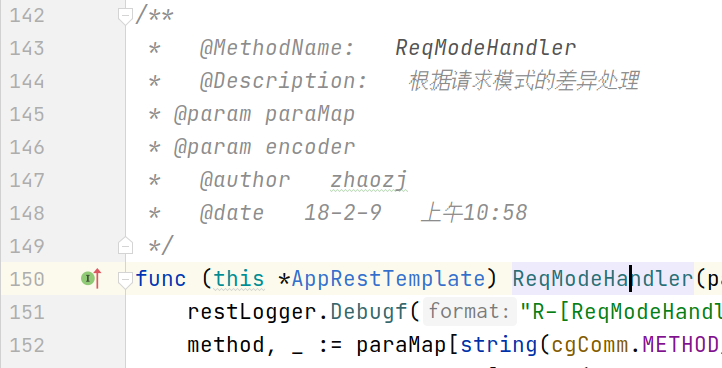 142 /**
143 *   @MethodName:   ReqModeHandler
144 *   @Description:   根据请求模式的差异处理
145 * @param paraMap
146 * @param encoder
147 *   @author   zhaozj
148 *   @date   18-2-9   上午10:58
149 */
150 func (this *AppRestTemplate) ReqModeHandler(p
151 restLogger.Debugf( format: "R-[ReqModeHandl
152 method, _ := paraMap[string(cgComm.METHOD